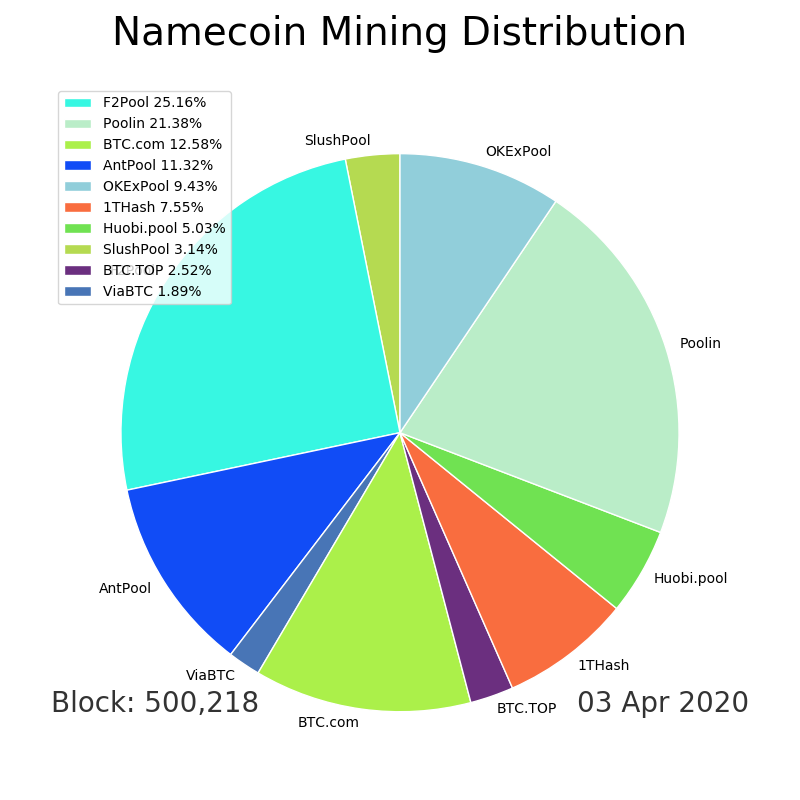 Namecoin Mining Distribution
F2Pool 25.16%
Poolin 21.38%
BTC.com 12.58%
AntPool 11.32%
OKExPool 9.43%
1THash 7.55%
Huobi.pool 5.03%
SlushPool 3.14%
BTC.TOP 2.52%
ViaBTC 1.89%
SlushPool
OKExPool
Poolin
Huobi.pool
1THash
BTC.TOP
BTC.com
ViaBTC
AntPool
Block: 500,218
03 Apr 2020